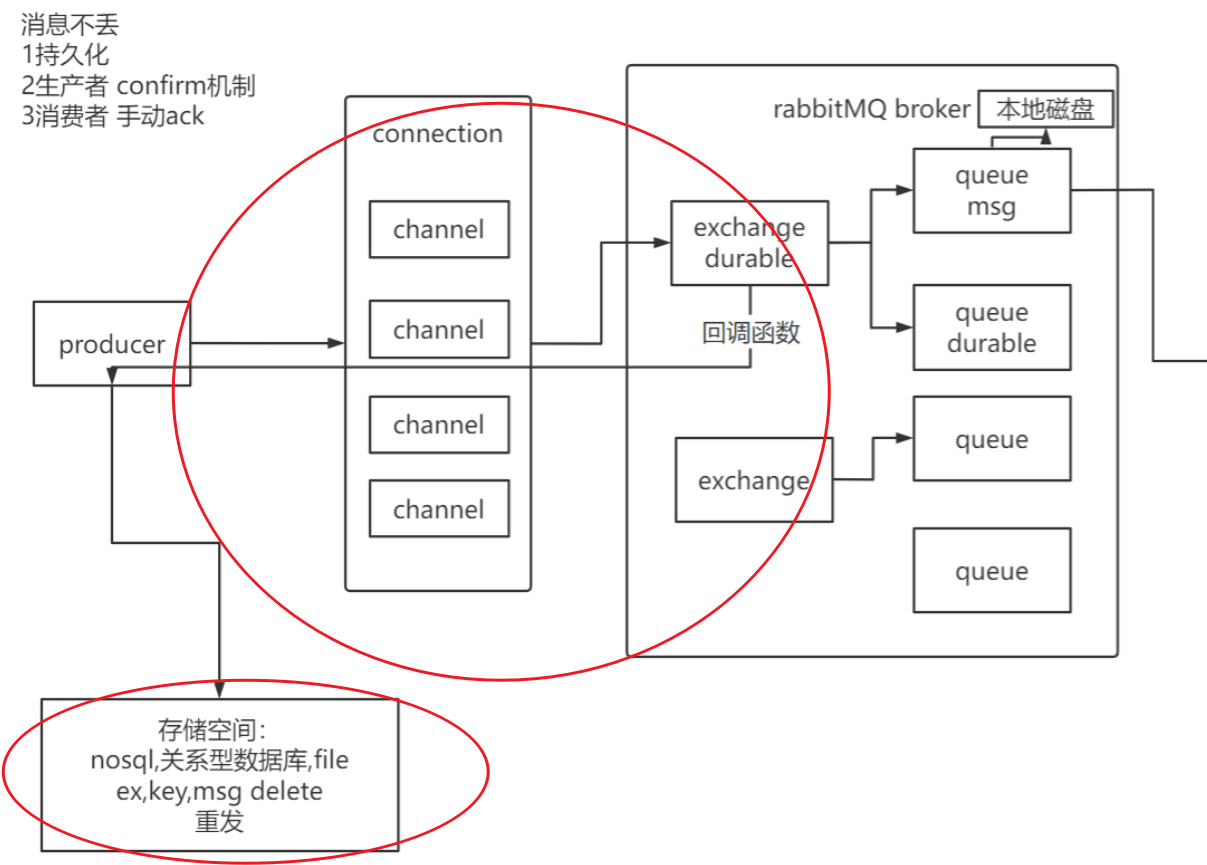 消息不丢
1持久化
2生产者 confirm机制
3消费者 手动ack
connection
channel
channel
channel
channel
producer
rabbitMQ broker
本地磁盘
exchange
durable
回调函数
exchange
queue
msg
queue
durable
queue
queue
存储空间：
nosql,关系型数据库,file
ex,key,msg delete
重发